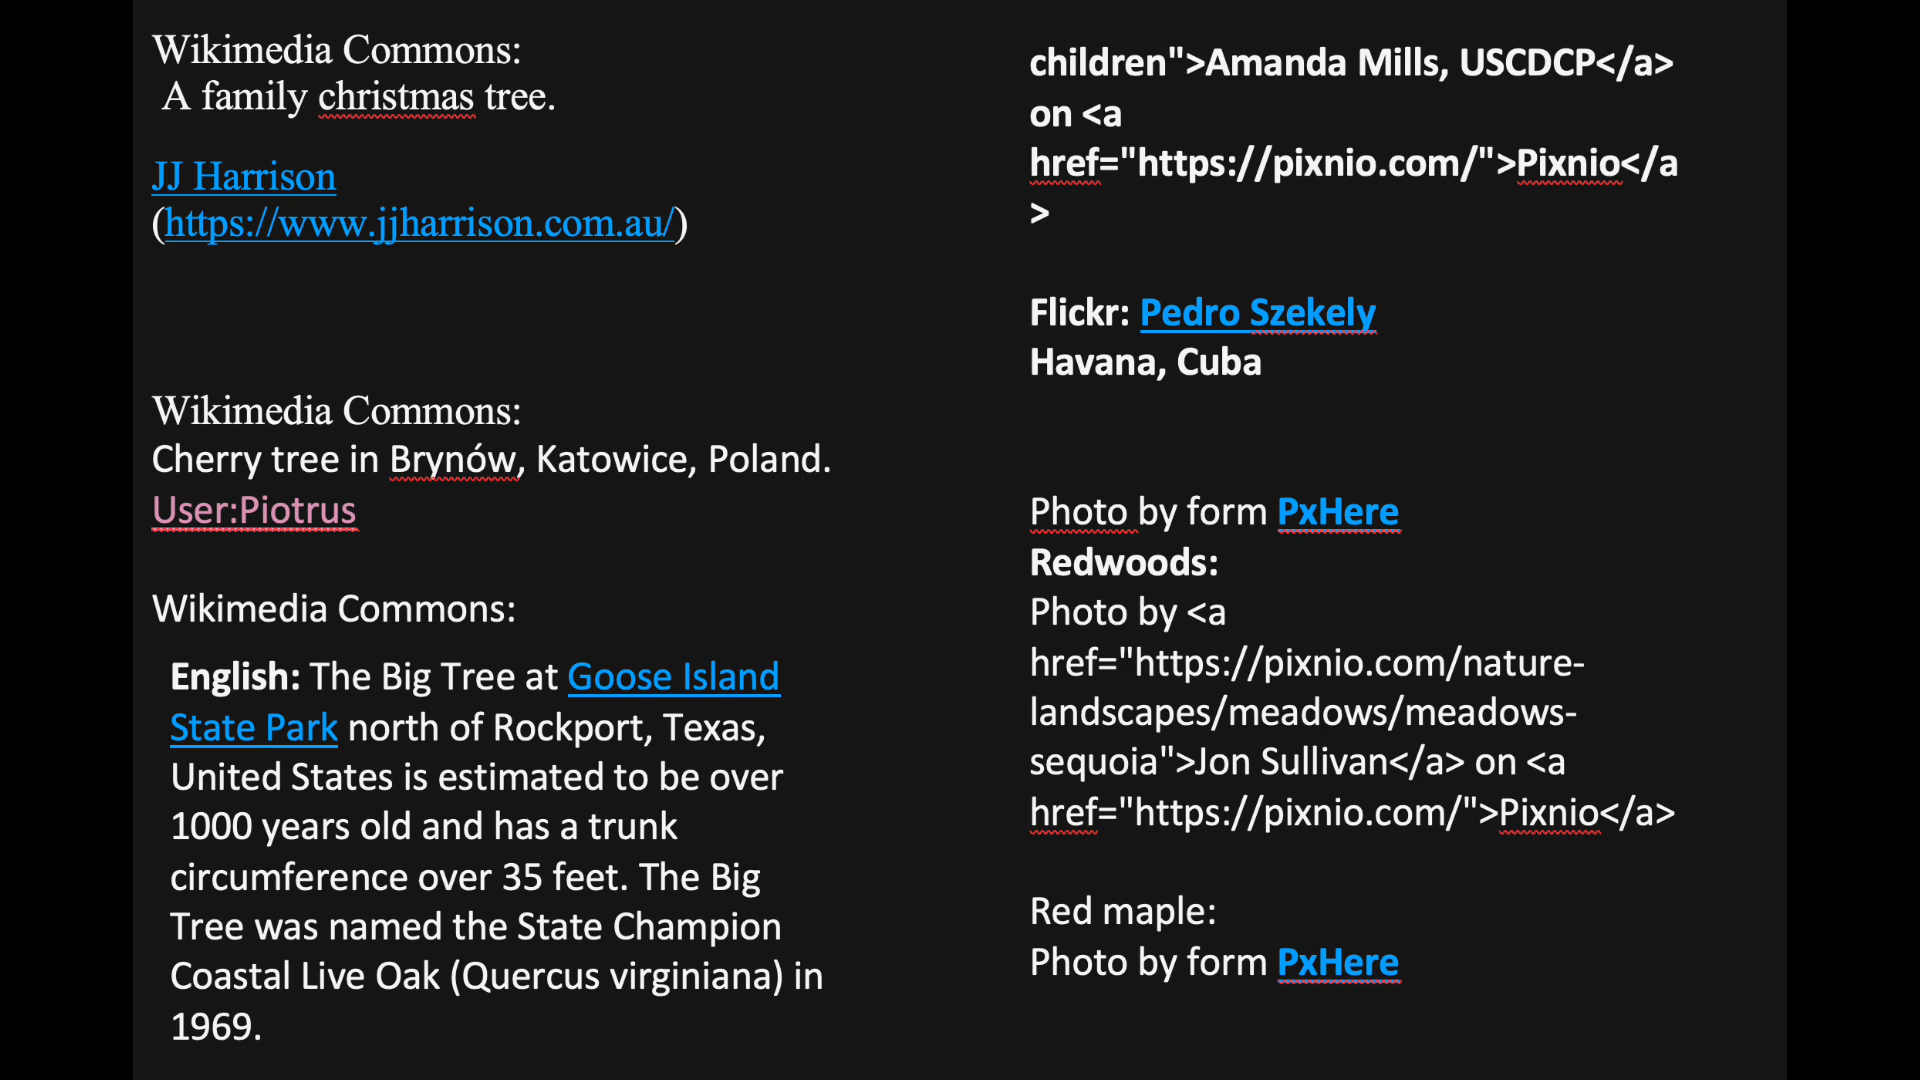 Wikimedia Commons:
A family christmas tree.
JJ Harrison
(https://www.jjharrison.com.au/)
Wikimedia Commons:
Cherry tree in Brynów, Katowice, Poland.
User:Piotrus
Wikimedia Commons:
English: The Big Tree at Goose Island
State Park north of Rockport, Texas,
United States is estimated to be over
1000 years old and has a trunk
circumference over 35 feet. The Big
Tree was named the State Champion
Coastal Live Oak (Quercus virginiana) in
1969.
children">Amanda Mills, USCDCP</a>
on <a
href="https://pixnio.com/">Pixnio</a
>
Flickr: Pedro Szekely
Havana, Cuba
Photo by form PxHere
Redwoods:
Photo by <a
href="https://pixnio.com/nature-
landscapes/meadows/meadows-
sequoia">Jon Sullivan</a> on <a
href="https://pixnio.com/">Pixnio</a>
Red maple:
Photo by form PxHere